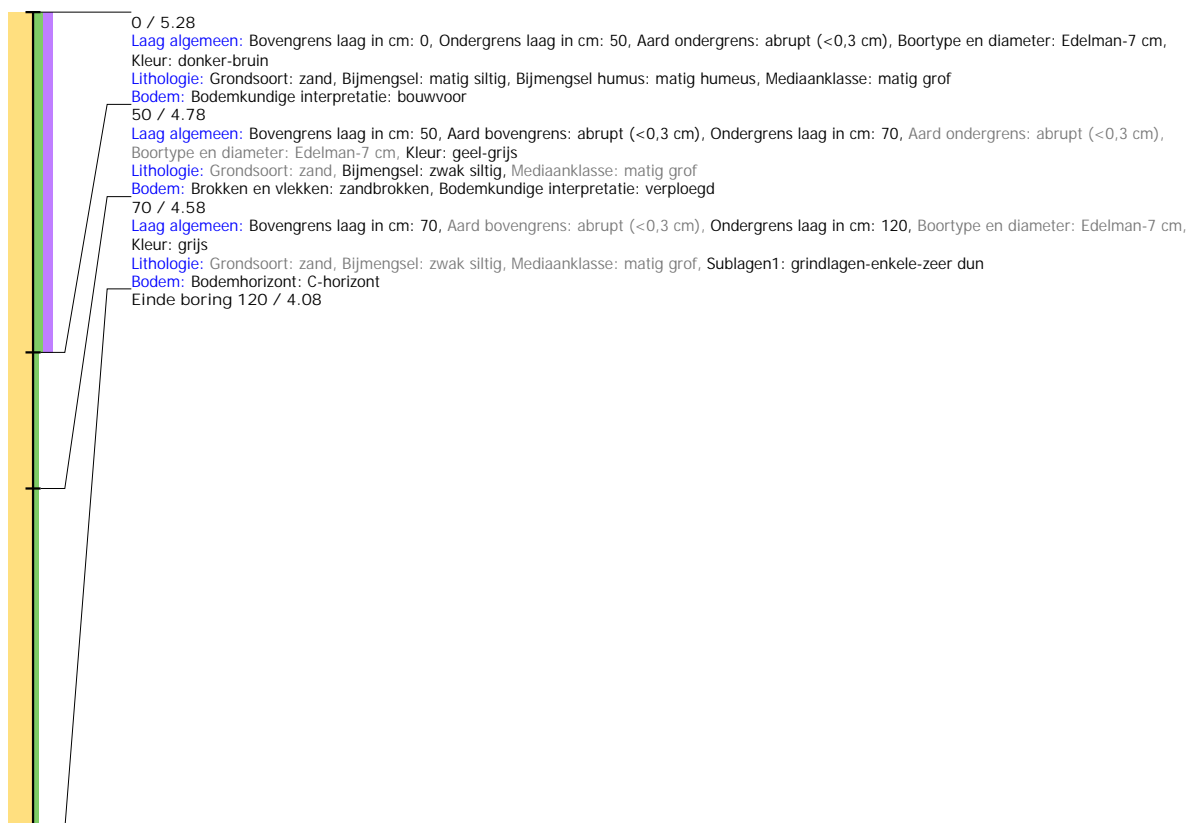 0 / 5.28
Laag algemeen: Bovengrens laag in cm: 0, Ondergrens laag in cm: 50, Aard ondergrens: abrupt (<0,3 cm), Boortype en diameter: Edelman-7 cm,
Kleur: donker-bruin
Lithologie: Grondsoort: zand, Bijmengsel: matig siltig, Bijmengsel humus: matig humeus, Mediaanklasse: matig grof
Bodem: Bodemkundige interpretatie: bouwvoor
50 / 4.78
Laag algemeen: Bovengrens laag in cm: 50, Aard bovengrens: abrupt (<0,3 cm), Ondergrens laag in cm: 70, Aard ondergrens: abrupt (<0,3 cm),
Boortype en diameter: Edelman-7 cm, Kleur: geel-grijs
Lithologie: Grondsoort: zand, Bijmengsel: zwak siltig, Mediaanklasse: matig grof
Bodem: Brokken en vlekken: zandbrokken, Bodemkundige interpretatie: verploegd
70 / 4.58
Laag algemeen: Bovengrens laag in cm: 70, Aard bovengrens: abrupt (<0,3 cm), Ondergrens laag in cm: 120, Boortype en diameter: Edelman-7 cm,
Kleur: grijs
Lithologie: Grondsoort: zand, Bijmengsel: zwak siltig, Mediaanklasse: matig grof, Sublagen1: grindlagen-enkele-zeer dun
Bodem: Bodemhorizont: C-horizont
Einde boring 120 / 4.08